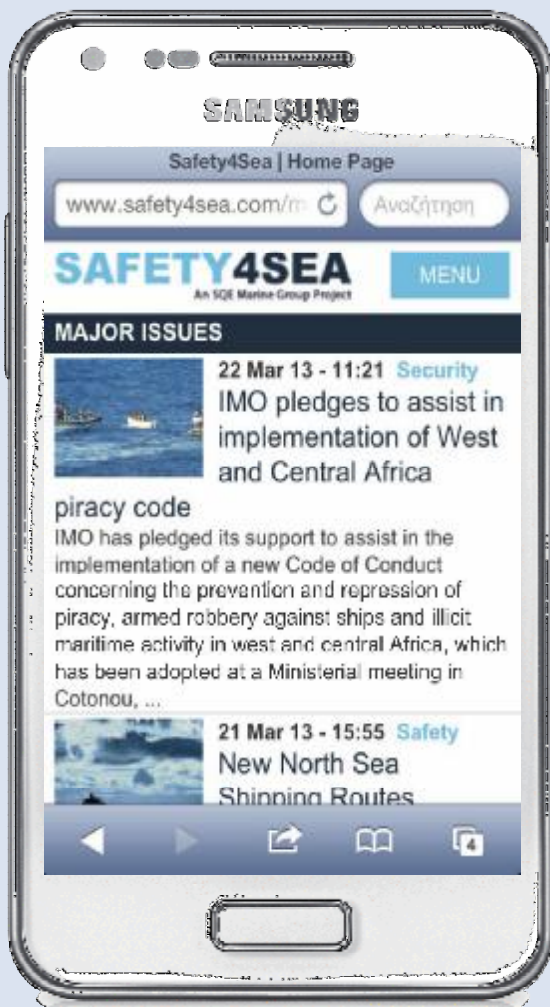 SAMSUNG
Safety4Sea | Home Page
www.safety4sea.com/m
Αναζήτηση
SAFETY4SEA
An SQE Marine Group Project
MENU
MAJOR ISSUES
22 Mar 13 - 11:21 Security
IMO pledges to assist in
implementation of West
and Central Africa
piracy code
IMO has pledged its support to assist in the
implementation of a new Code of Conduct
concerning the prevention and repression of
piracy, armed robbery against ships and illicit
maritime activity in west and central Africa, which
has been adopted at a Ministerial meeting in
Cotonou, ...
21 Mar 13 - 15:55 Safety
New North Sea
Shipping Routes
4